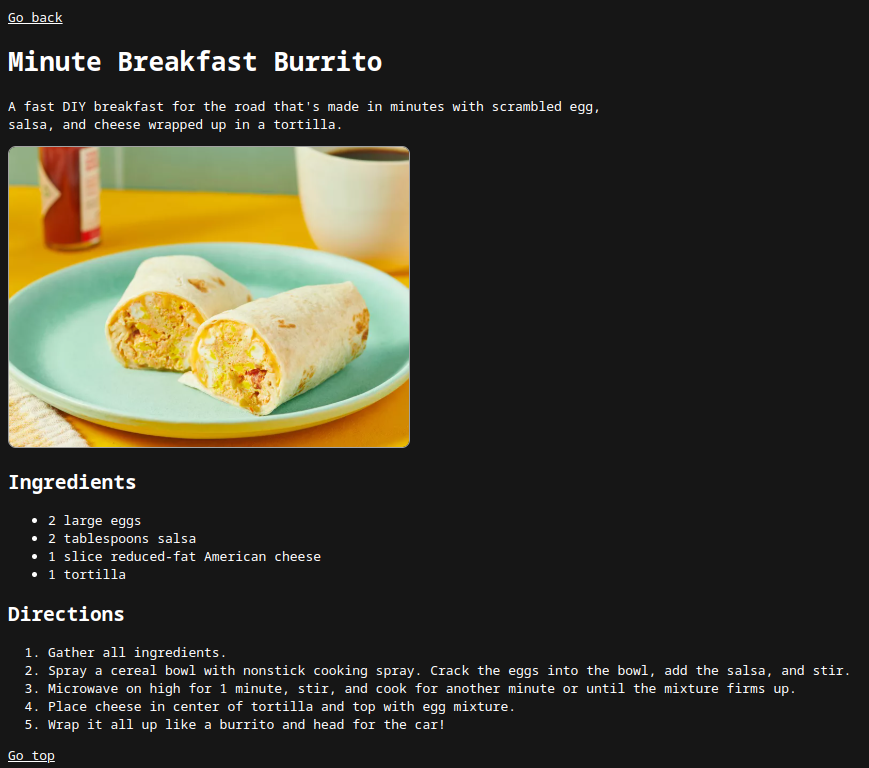 Go back
Minute Breakfast Burrito
A fast DIY breakfast for the road that's made in minutes with scrambled egg,
salsa, and cheese wrapped up in a tortilla.
Ingredients
• 2 large eggs
• 2 tablespoons salsa
• 1 slice reduced-fat American cheese
• 1 tortilla
Directions
1. Gather all ingredients.
2. Spray a cereal bowl with nonstick cooking spray. Crack the eggs into the bowl, add the salsa, and stir.
3. Microwave on high for 1 minute, stir, and cook for another minute or until the mixture firms up.
4. Place cheese in center of tortilla and top with egg mixture.
5. Wrap it all up like a burrito and head for the car!
Go top